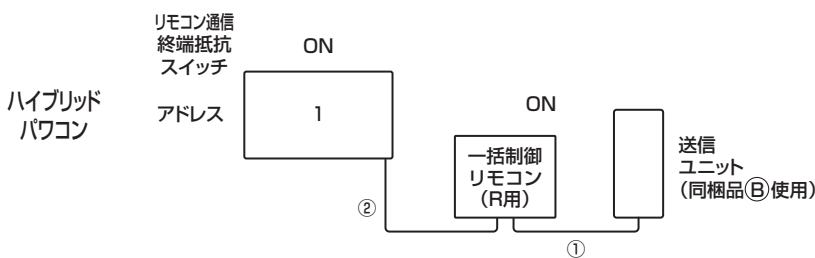 リモコン通信
終端抵抗
スイッチ
ON
ハイブリッド
パワコン
アドレス
1
ON
一括制御
リモコン
（R用）
送信
ユニット
（同梱品Ⓑ使用）
②
①